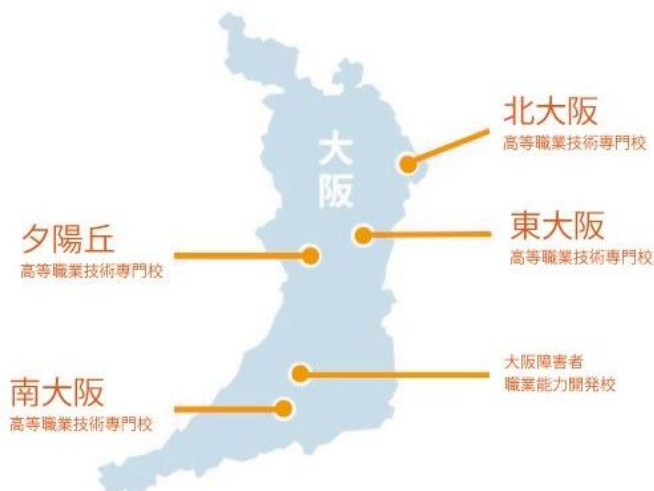 大阪
北大阪
高等職業技術専門校
東大阪
高等職業技術専門校
夕陽丘
高等職業技術専門校
大阪障害者
職業能力開発校
南大阪
高等職業技術専門校